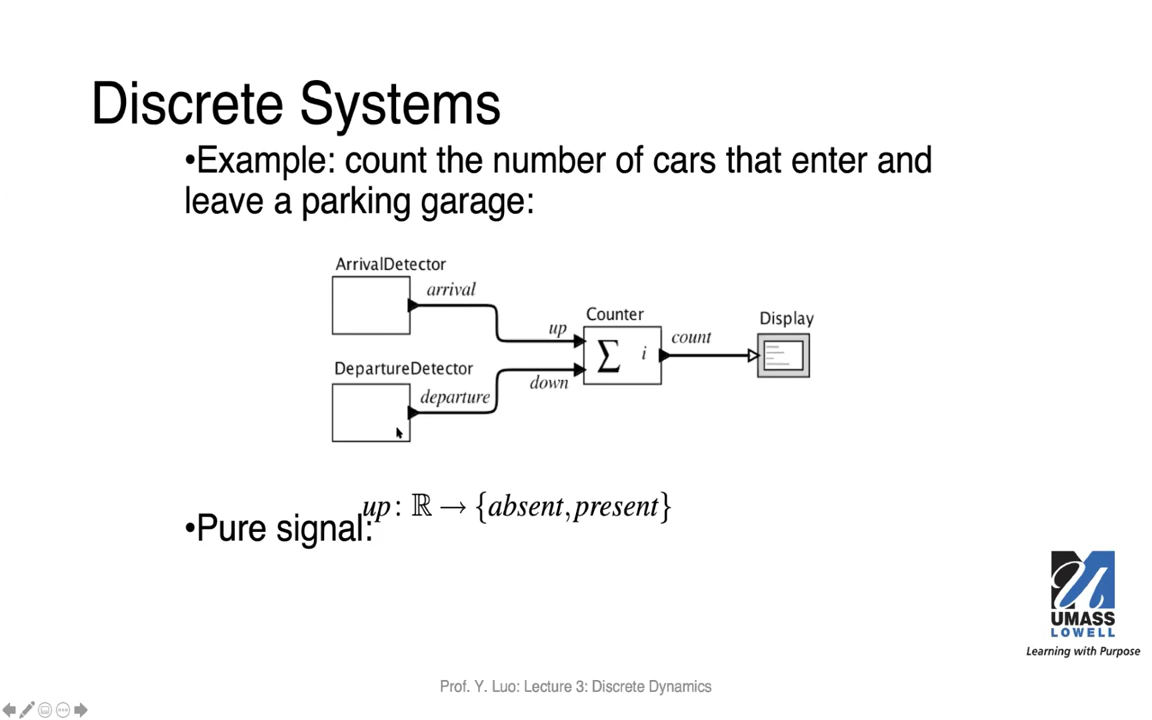 Discrete Systems
•Example: count the number of cars that enter and
leave a parking garage:
ArrivalDetector
arrival
up
Counter
∑ i
count
Display
DepartureDetector
departure
down
•Pure signal:
up: ℝ → {absent, present}
UMASS
LOWELL
Learning with Purpose
Prof. Y. Luo: Lecture 3: Discrete Dynamics